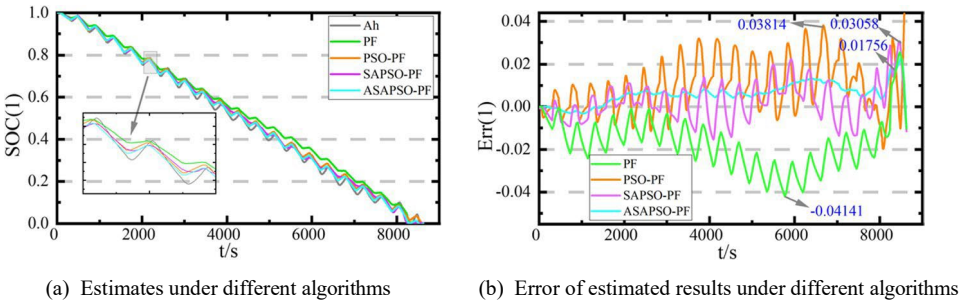 1.0
0.8
0.6
0.4
0.2
0.0
SOC(1)
Ah
PF
PSO-PF
SAPSO-PF
ASAPSO-PF
0 2000 4000 6000 8000
t/s
(a) Estimates under different algorithms
0.04
0.02
0.00
-0.02
-0.04
Err(1)
0.03814
0.03058
0.01756
-0.04141
PF
PSO-PF
SAPSO-PF
ASAPSO-PF
0 2000 4000 6000 8000
t/s
(b) Error of estimated results under different algorithms